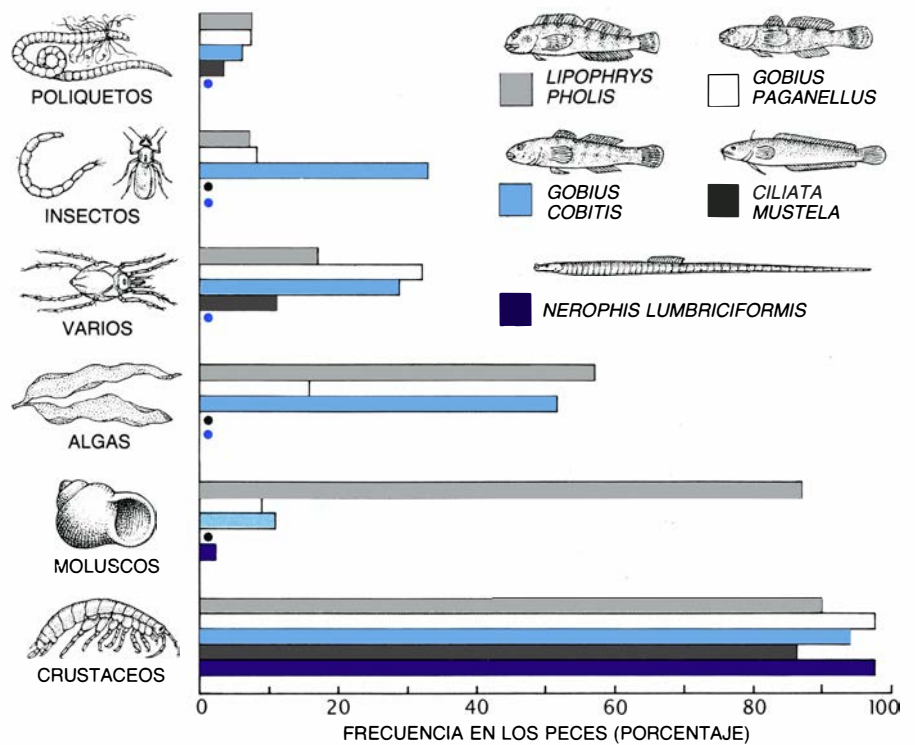 POLIQUETOS
INSECTOS
VARIOS
ALGAS
MOLUSCOS
CRUSTACEOS
LIPOPHRYS
PHOLIS
GOBIUS
PAGANELLUS
GOBIUS
COBITIS
CILIATA
MUSTELA
NEROPHIS LUMBRICIFORMIS
0 20 40 60 80 100
FRECUENCIA EN LOS PECES (PORCENTAJE)